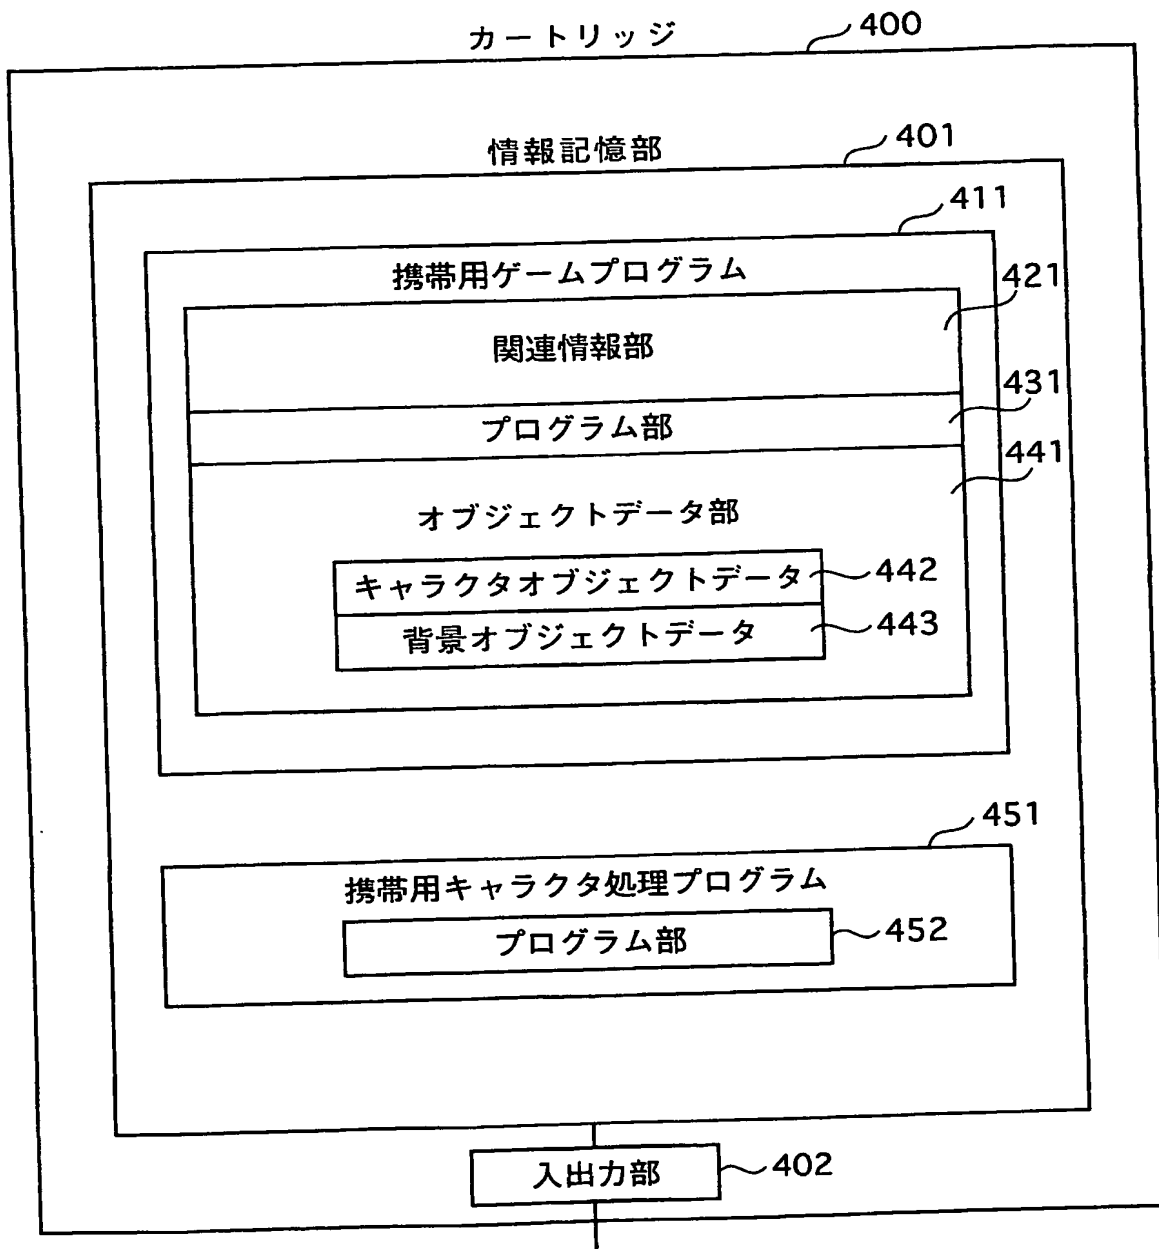 カートリッジ 400
情報記憶部 401
411
携帯用ゲームプログラム
421
関連情報部
431
プログラム部
441
オブジェクトデータ部
キャラクタオブジェクトデータ 442
背景オブジェクトデータ 443
451
携帯用キャラクタ処理プログラム
プログラム部 452
入出力部 402